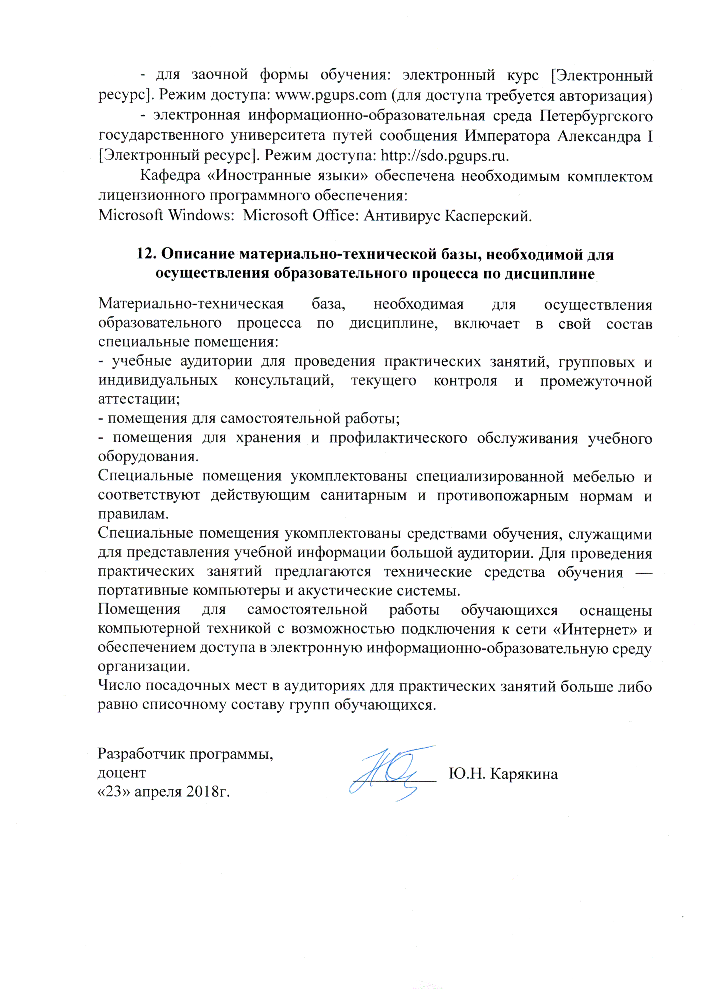 - для заочной формы обучения: электронный курс [Электронный
ресурс]. Режим доступа: www.pgups.com (для доступа требуется авторизация)
- электронная информационно-образовательная среда Петербургского
государственного университета путей сообщения Императора Александра I
[Электронный ресурс]. Режим доступа: http://sdo.pgups.ru.
Кафедра «Иностранные языки» обеспечена необходимым комплектом
лицензионного программного обеспечения:
Microsoft Windows:  Microsoft Office: Антивирус Касперский.
12. Описание материально-технической базы, необходимой для
осуществления образовательного процесса по дисциплине
Материально-техническая база, необходимая для осуществления
образовательного процесса по дисциплине, включает в свой состав
специальные помещения:
- учебные аудитории для проведения практических занятий, групповых и
индивидуальных консультаций, текущего контроля и промежуточной
аттестации;
- помещения для самостоятельной работы;
- помещения для хранения и профилактического обслуживания учебного
оборудования.
Специальные помещения укомплектованы специализированной мебелью и
соответствуют действующим санитарным и противопожарным нормам и
правилам.
Специальные помещения укомплектованы средствами обучения, служащими
для представления учебной информации большой аудитории. Для проведения
практических занятий предлагаются технические средства обучения —
портативные компьютеры и акустические системы.
Помещения для самостоятельной работы обучающихся оснащены
компьютерной техникой с возможностью подключения к сети «Интернет» и
обеспечением доступа в электронную информационно-образовательную среду
организации.
Число посадочных мест в аудиториях для практических занятий больше либо
равно списочному составу групп обучающихся.
Разработчик программы,
доцент Ю.Н. Карякина
«23» апреля 2018г.